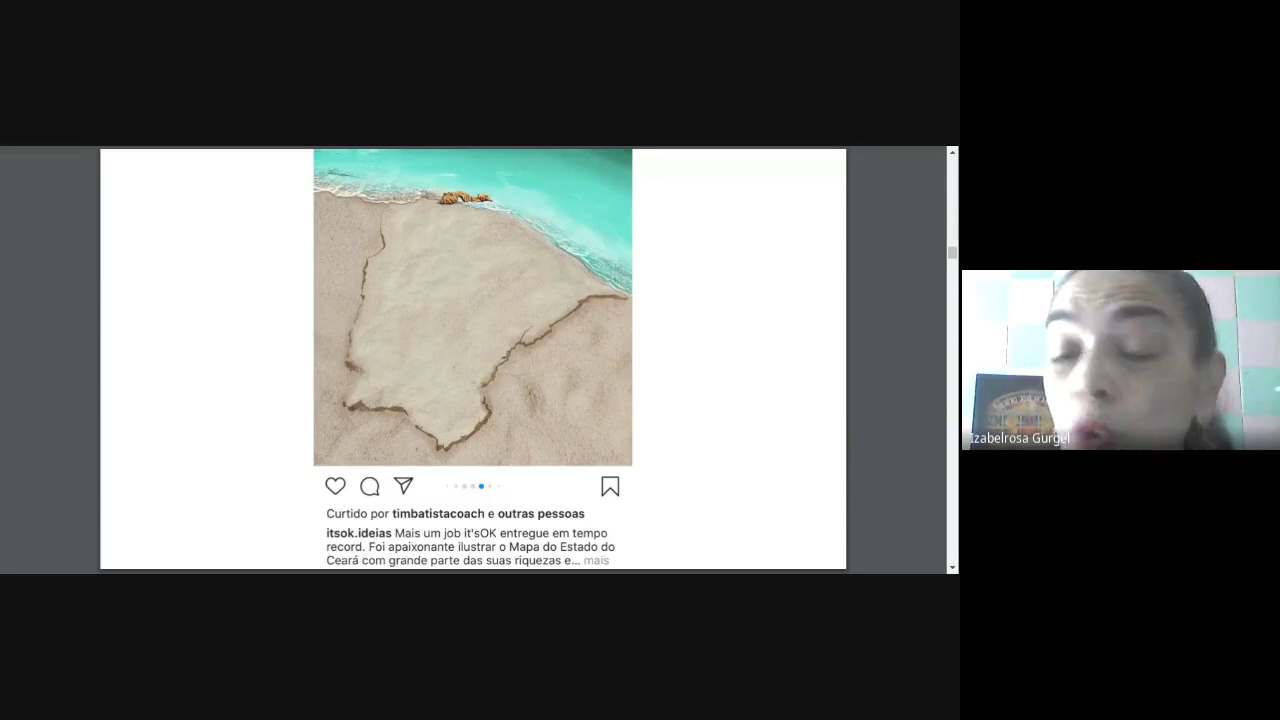 Curtido por timbatistacoach e outras pessoas
itsok.ideias Mais um job it'sOK entregue em tempo
record. Foi apaixonante ilustrar o Mapa do Estado do
Ceará com grande parte das suas riquezas e... mais
Izabelrosa Gurgel